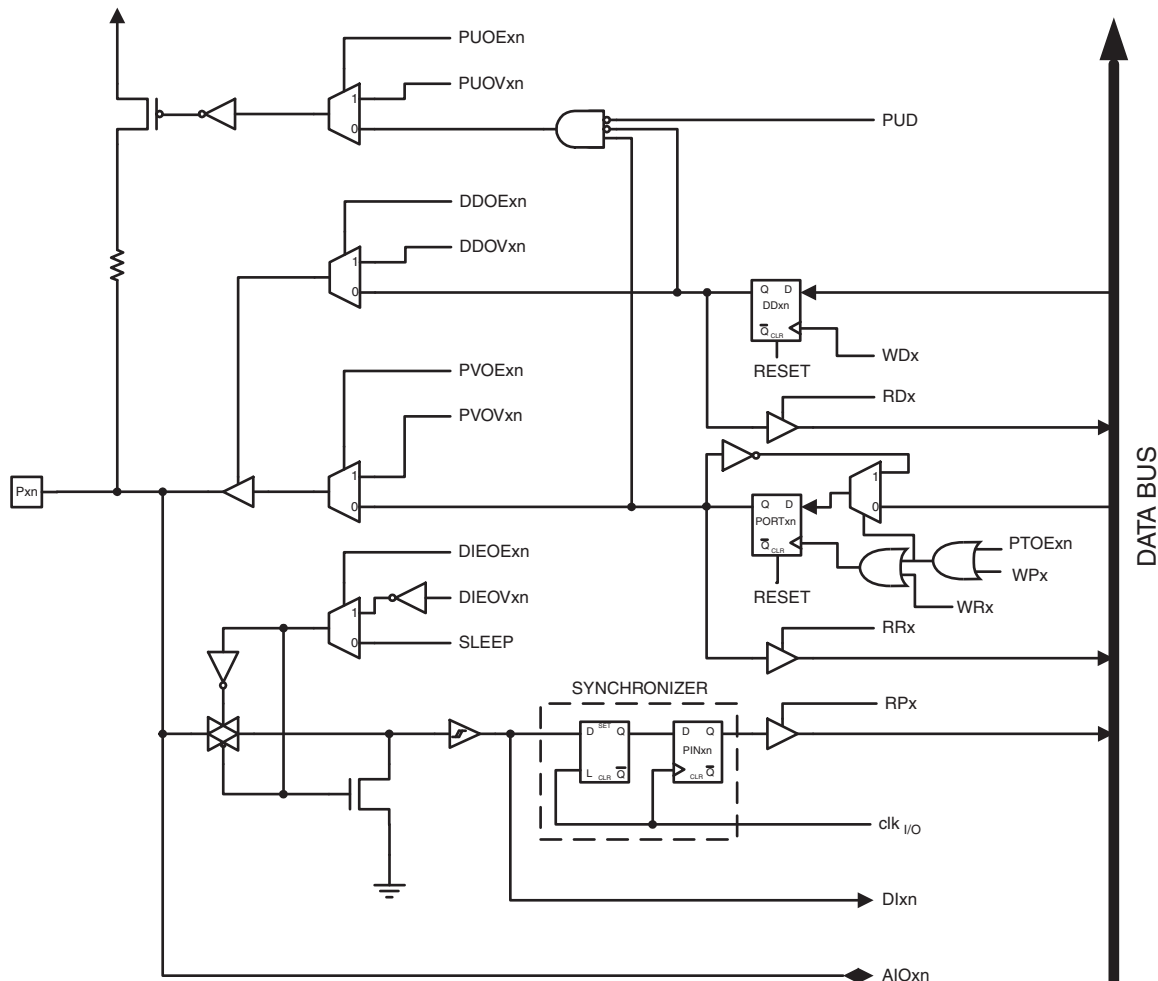 PUOExn
PUOVxn
1
0
PUD
DDOExn
DDOVxn
1
0
Q D
DDxn
Q CLR
WDx
RESET
RDx
PVOExn
PVOVxn
1
0
Pxn
1
0
Q D
PORTxn
Q CLR
PTOExn
WPx
RESET
WRx
RRx
DATA BUS
DIEOExn
DIEOVxn
1
0
SLEEP
SYNCHRONIZER
RPx
D SET Q
L CLR Q
D Q
PINxn
CLR Q
clk I/O
DIxn
AIOxn